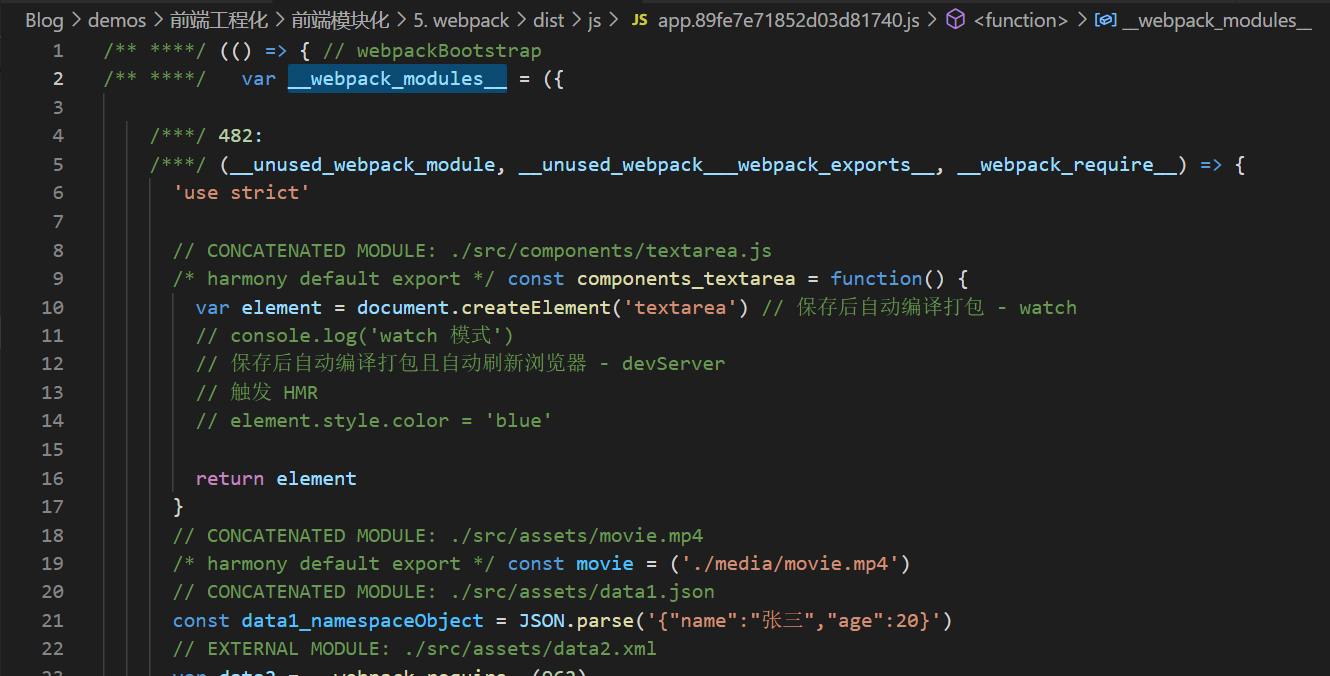 Blog > demos > 前端工程化 > 前端模块化 > 5. webpack > dist > js > JS app.89fe7e71852d03d81740.js > <function> > __webpack_modules__
1 /** ****/ (() => { // webpackBootstrap
2 /** ****/   var __webpack_modules__ = ({
3
4 /***/ 482:
5 /***/ (__unused_webpack_module, __unused_webpack___webpack_exports__, __webpack_require__) => {
6 'use strict'
7
8 // CONCATENATED MODULE: ./src/components/textarea.js
9 /* harmony default export */ const components_textarea = function() {
10 var element = document.createElement('textarea') // 保存后自动编译打包 - watch
11 // console.log('watch 模式')
12 // 保存后自动编译打包且自动刷新浏览器 - devServer
13 // 触发 HMR
14 // element.style.color = 'blue'
15
16 return element
17 }
18 // CONCATENATED MODULE: ./src/assets/movie.mp4
19 /* harmony default export */ const movie = ('./media/movie.mp4')
20 // CONCATENATED MODULE: ./src/assets/data1.json
21 const data1_namespaceObject = JSON.parse('{"name":"张三","age":20}')
22 // EXTERNAL MODULE: ./src/assets/data2.xml